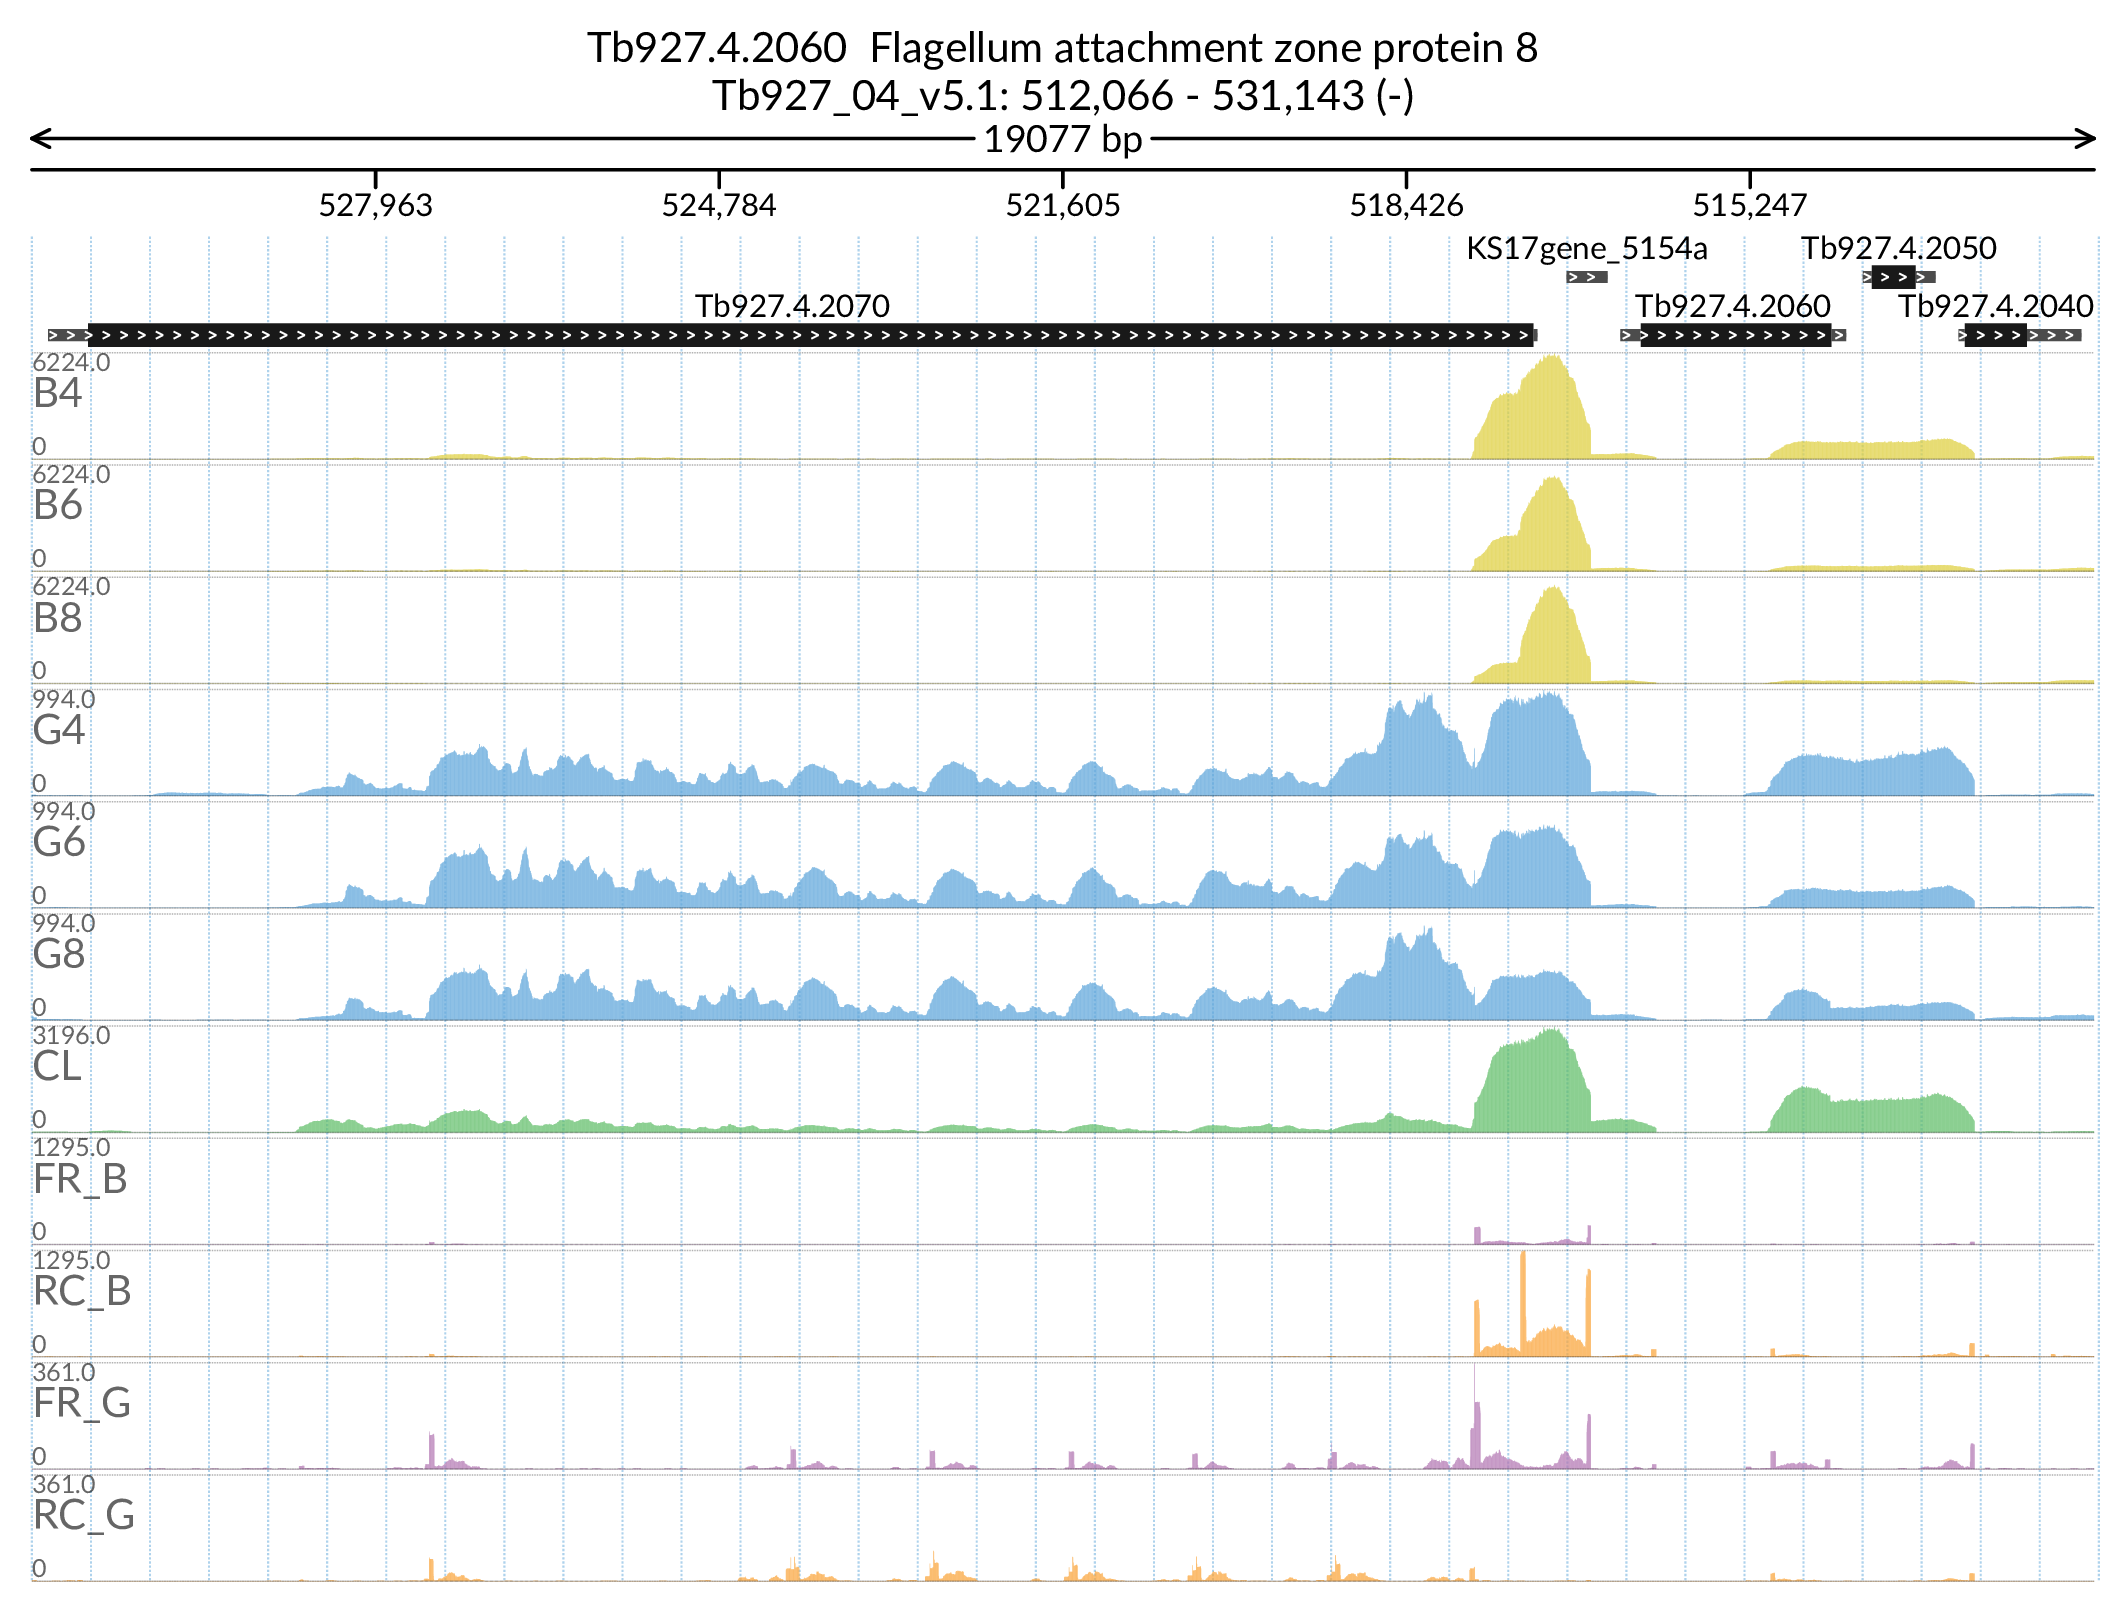 Tb927.4.2060  Flagellum attachment zone protein 8
Tb927_04_v5.1: 512,066 - 531,143 (-)
19077 bp
527,963 524,784 521,605 518,426 515,247
KS17gene_5154a Tb927.4.2050
Tb927.4.2070 Tb927.4.2060 Tb927.4.2040
6224.0
B4
0
6224.0
B6
0
6224.0
B8
0
994.0
G4
0
994.0
G6
0
994.0
G8
0
3196.0
CL
0
1295.0
FR_B
0
1295.0
RC_B
0
361.0
FR_G
0
361.0
RC_G
0